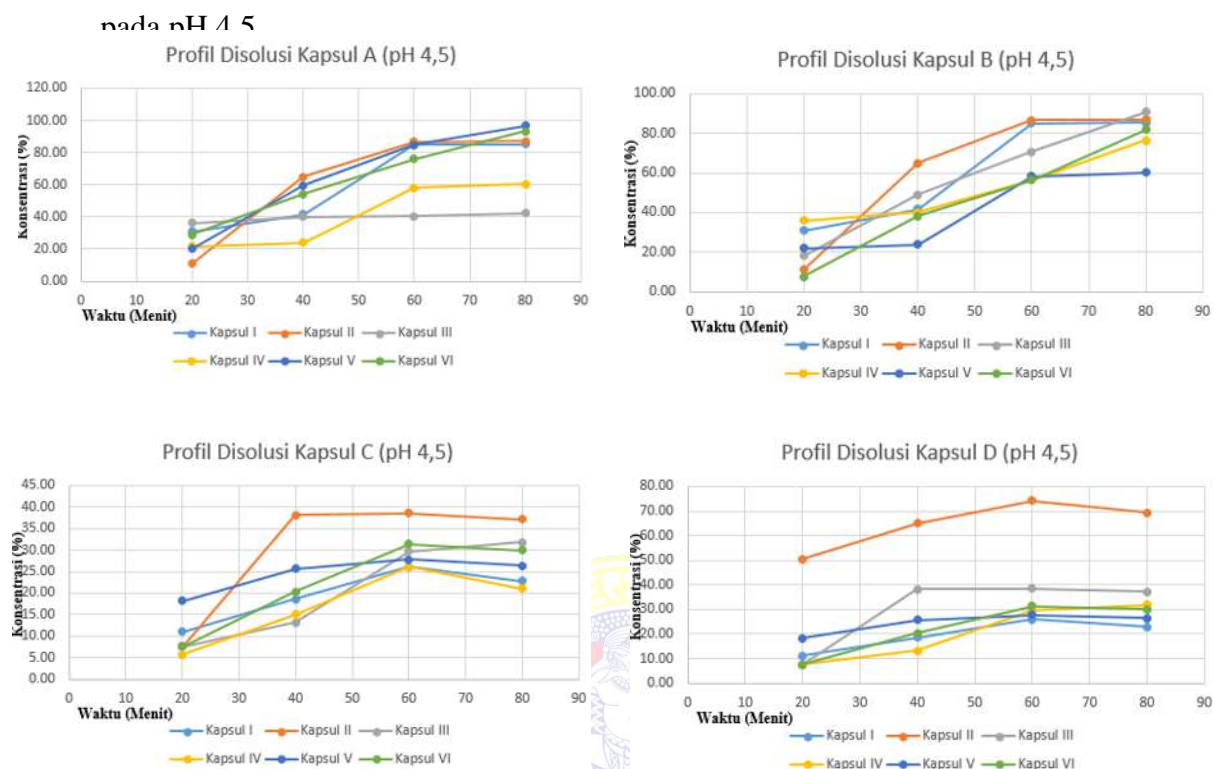 pada pH 4,5
Profil Disolusi Kapsul A (pH 4,5)
120.00
100.00
80.00
60.00
40.00
20.00
0.00
Konsentrasi (%)
0 10 20 30 40 50 60 70 80 90
Waktu (Menit)
Kapsul I Kapsul II Kapsul III
Kapsul IV Kapsul V Kapsul VI
Profil Disolusi Kapsul B (pH 4,5)
100.00
80.00
60.00
40.00
20.00
0.00
Konsentrasi (%)
0 10 20 30 40 50 60 70 80 90
Waktu (Menit)
Kapsul I Kapsul II Kapsul III
Kapsul IV Kapsul V Kapsul VI
Profil Disolusi Kapsul C (pH 4,5)
45.00
40.00
35.00
30.00
25.00
20.00
15.00
10.00
5.00
0.00
Konsentrasi (%)
0 10 20 30 40 50 60 70 80 90
Waktu (Menit)
Kapsul I Kapsul II Kapsul III
Kapsul IV Kapsul V Kapsul VI
Profil Disolusi Kapsul D (pH 4,5)
80.00
70.00
60.00
50.00
40.00
30.00
20.00
10.00
0.00
Konsentrasi (%)
0 10 20 30 40 50 60 70 80 90
Waktu (Menit)
Kapsul I Kapsul II Kapsul III
Kapsul IV Kapsul V Kapsul VI